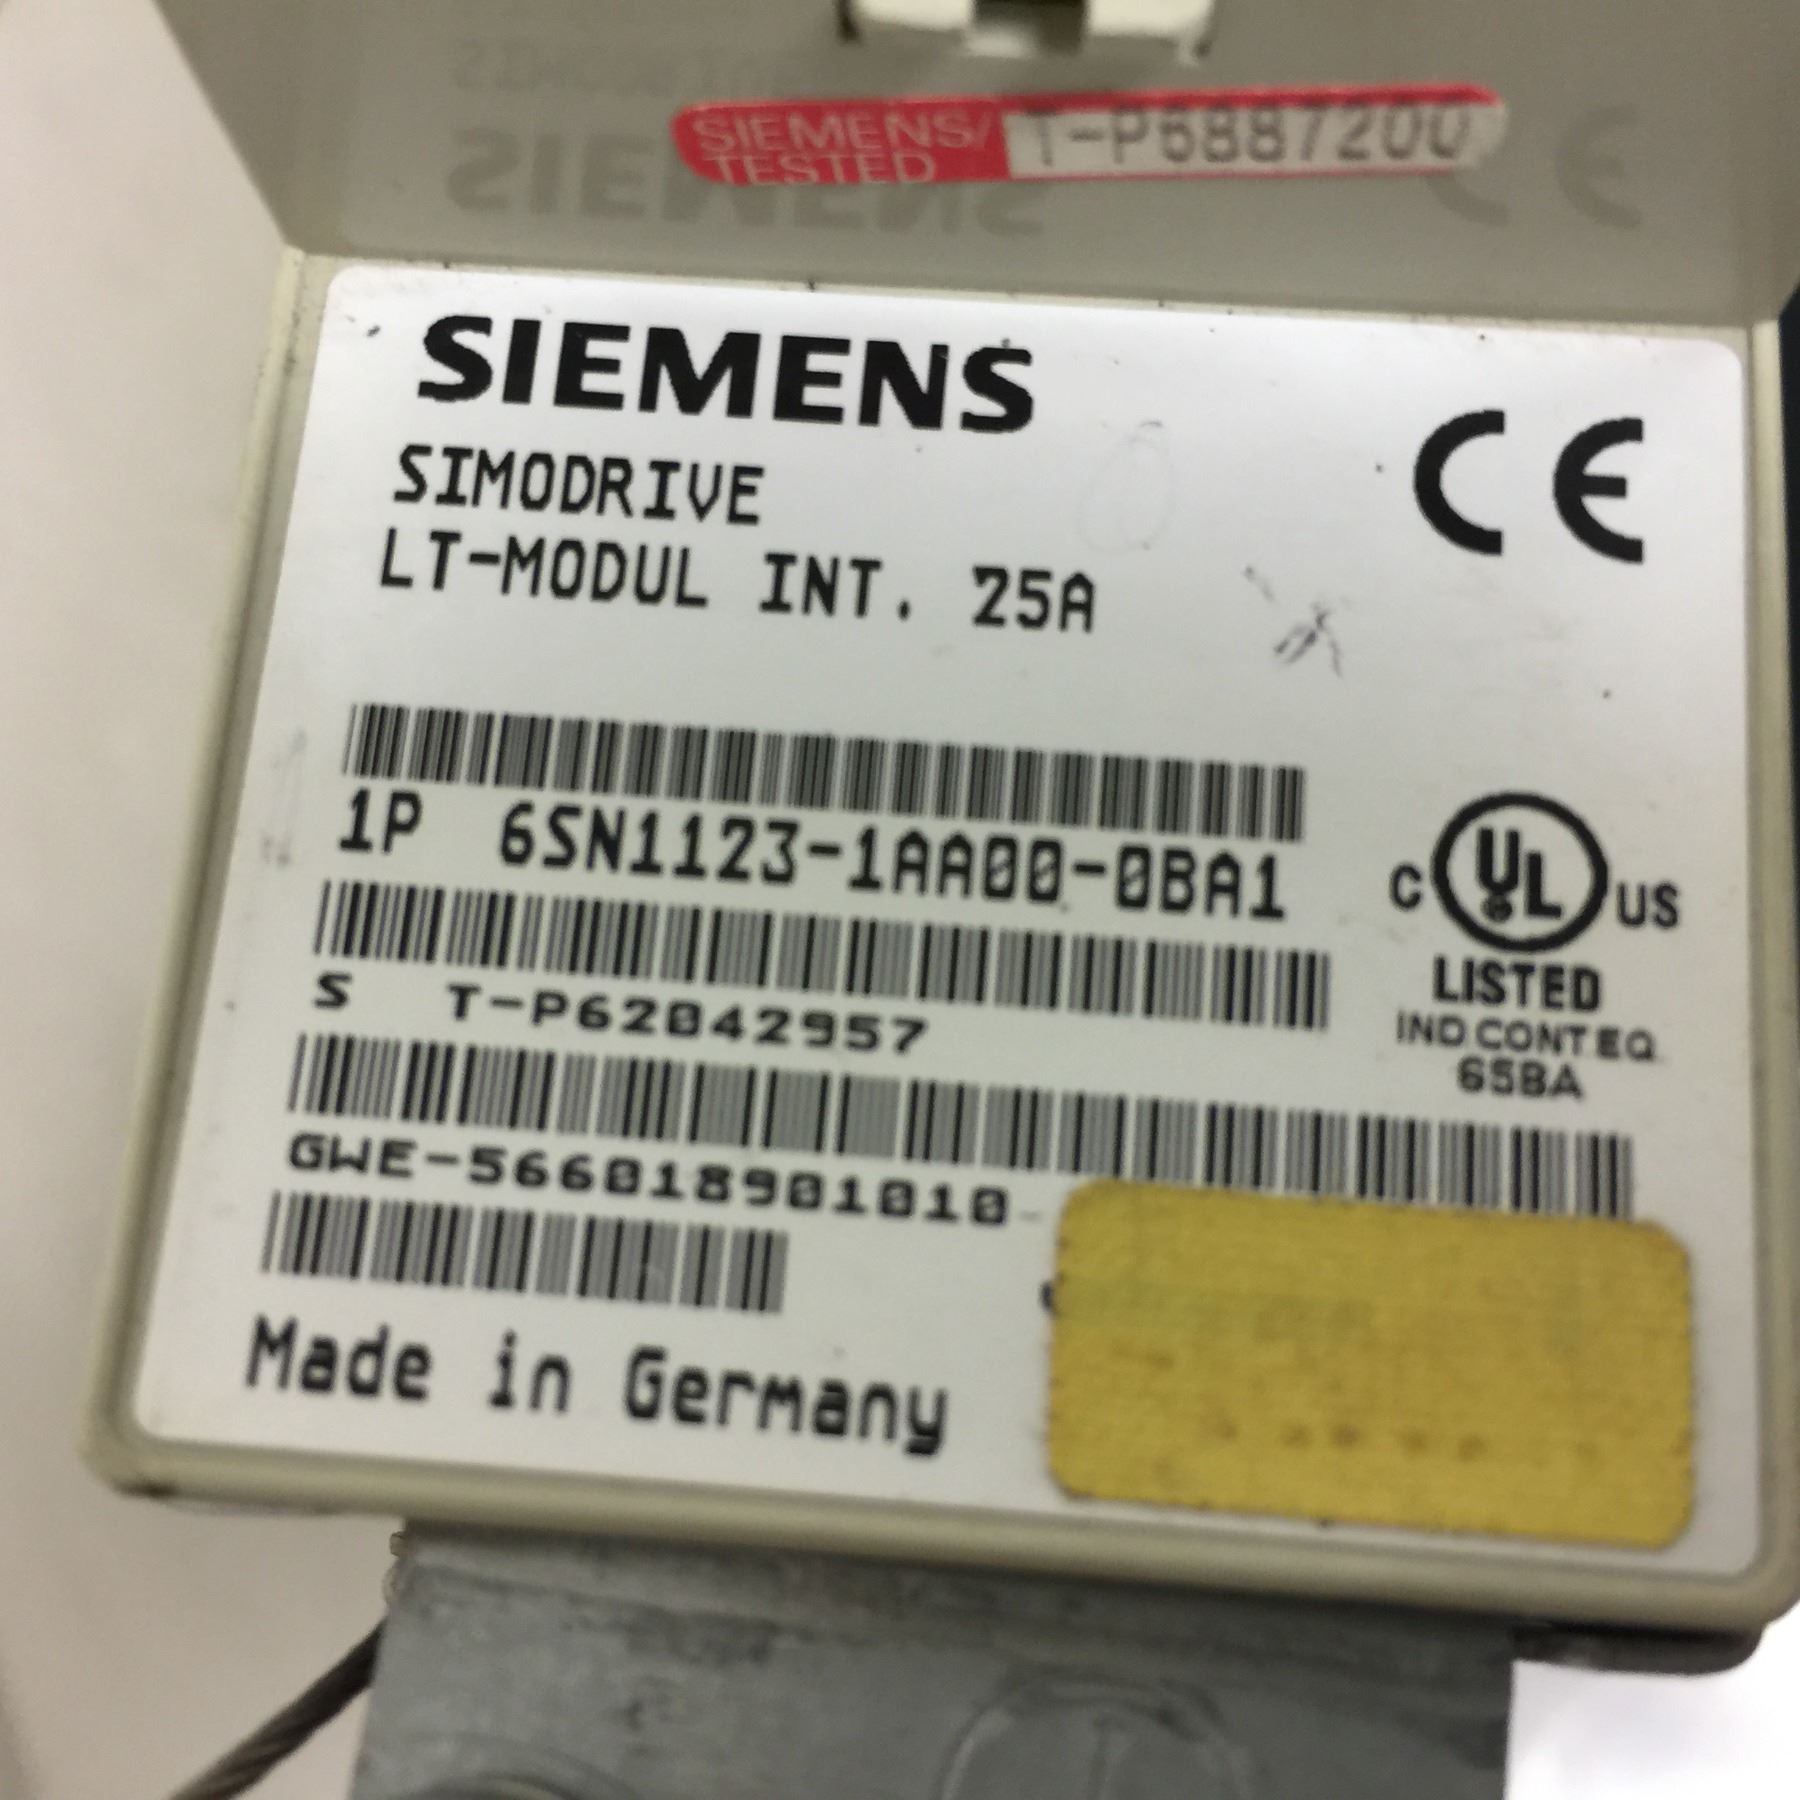 SIEMENS/ T-P6887200
TESTED
SIEMENS
CE
SIMODRIVE
LT-MODUL INT. 25A
1P 6SN1123-1AA00-0BA1
S T-P62042957
GWE-566018901010
Made in Germany
C UL US
LISTED
IND.CONT.EQ.
65BA